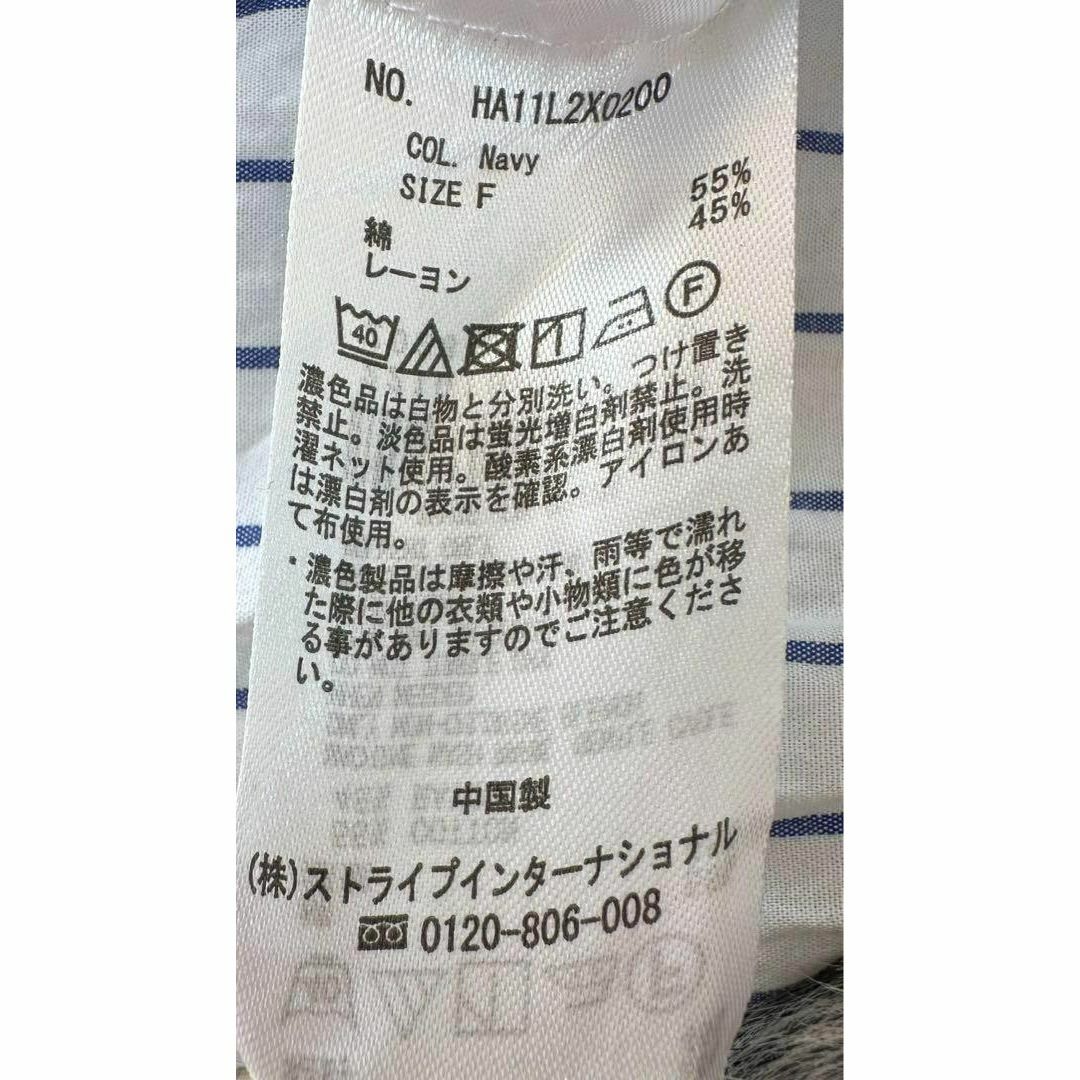 NO. HA11L2X0200
COL. Navy
SIZE F
綿 55%
レーヨン 45%
40 F
濃色品は白物と分別洗い。つけ置き
禁止。淡色品は蛍光増白剤禁止。洗
濯ネット使用。酸素系漂白剤使用時
は漂白剤の表示を確認。アイロンあ
て布使用。
・濃色製品は摩擦や汗、雨等で濡れ
た際に他の衣類や小物類に色が移
る事がありますのでご注意くださ
い。
中国製
(株)ストライプインターナショナル
0120-806-008